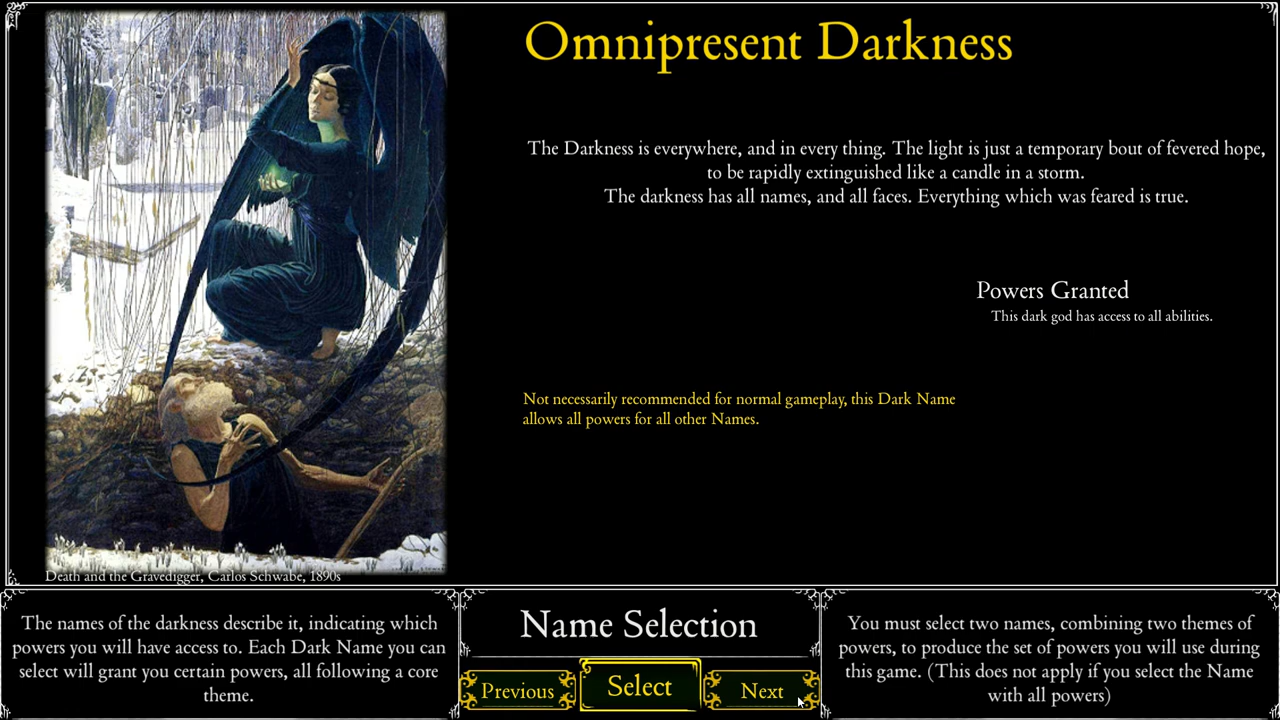 Omnipresent Darkness
The Darkness is everywhere, and in every thing. The light is just a temporary bout of fevered hope,
to be rapidly extinguished like a candle in a storm.
The darkness has all names, and all faces. Everything which was feared is true.
Powers Granted
This dark god has access to all abilities.
Not necessarily recommended for normal gameplay, this Dark Name
allows all powers for all other Names.
Death and the Gravedigger, Carlos Schwabe, 1890s
The names of the darkness describe it, indicating which
powers you will have access to. Each Dark Name you can
select will grant you certain powers, all following a core
theme.
Name Selection
Previous
Select
Next
You must select two names, combining two themes of
powers, to produce the set of powers you will use during
this game. (This does not apply if you select the Name
with all powers)